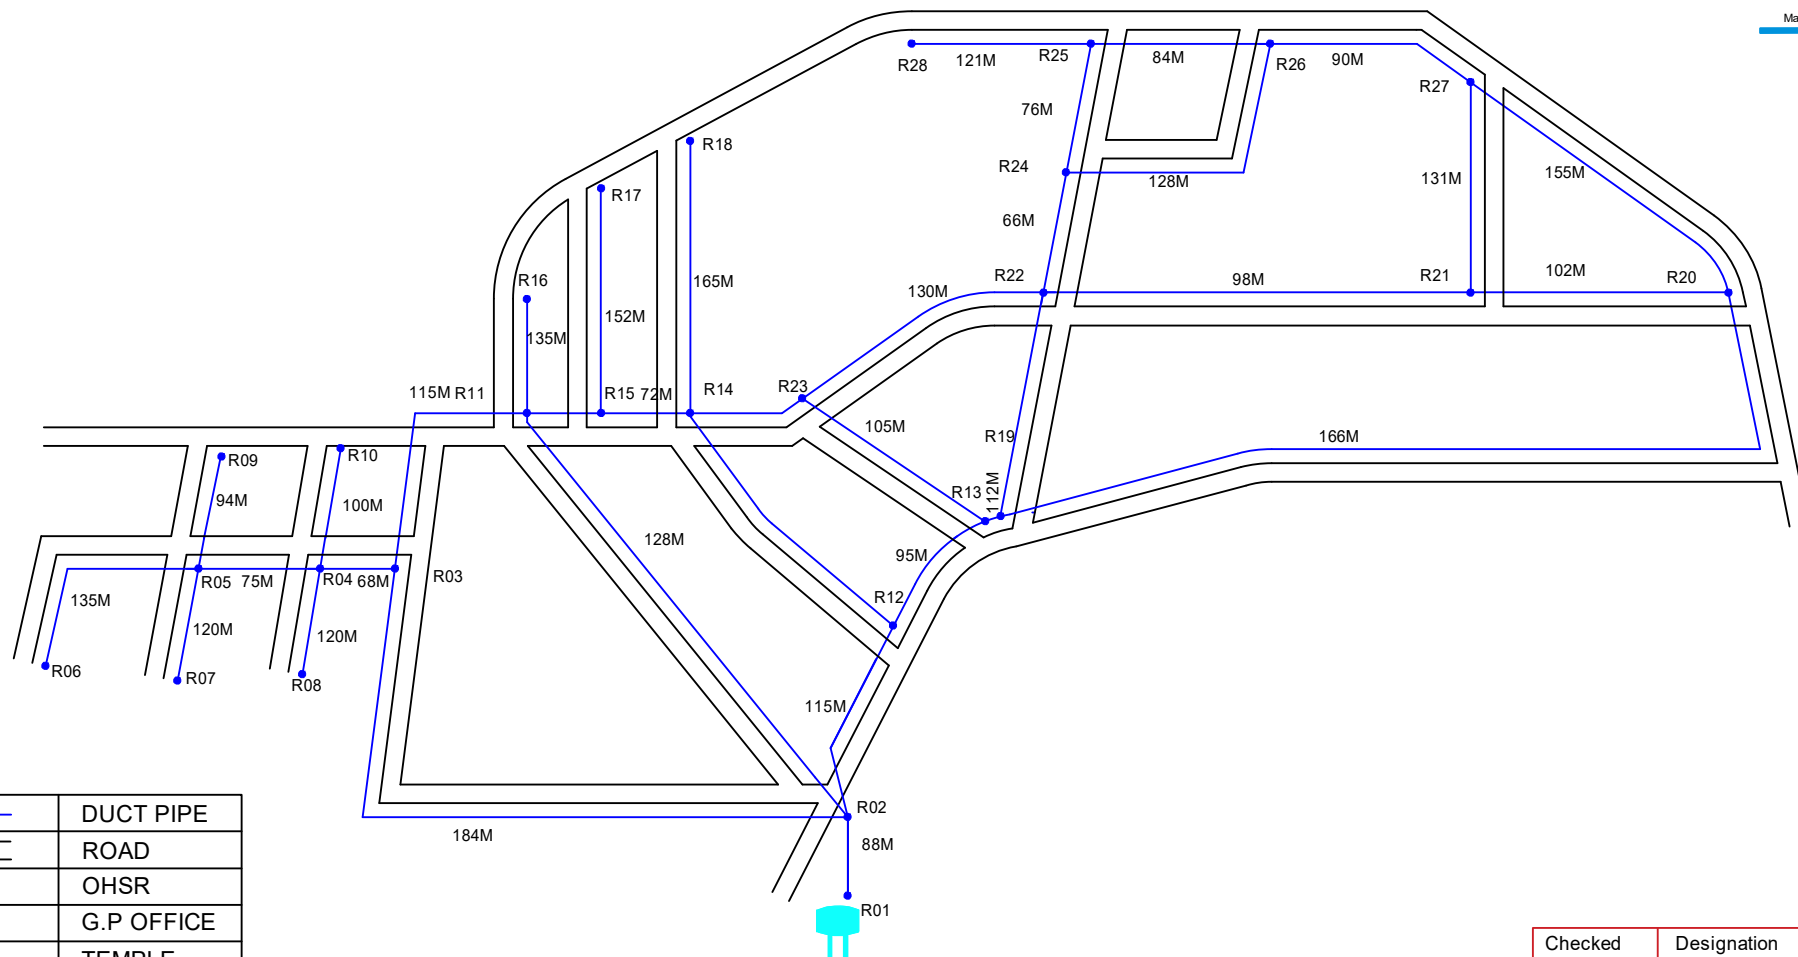 Ma
R28
121M
R25
84M
R26
90M
R27
76M
R18
R24
128M
131M
155M
R17
66M
R16
165M
R22
130M
98M
R21
102M
R20
152M
135M
115M R11
R15 72M
R14
R23
105M
R19
166M
R09
R10
94M
100M
R13
112M
128M
95M
R05
75M
R04 68M
R03
135M
R12
120M
120M
R06
R07
R08
115M
R02
184M
88M
R01
DUCT PIPE
ROAD
OHSR
G.P OFFICE
TEMPLE
Checked
Designation